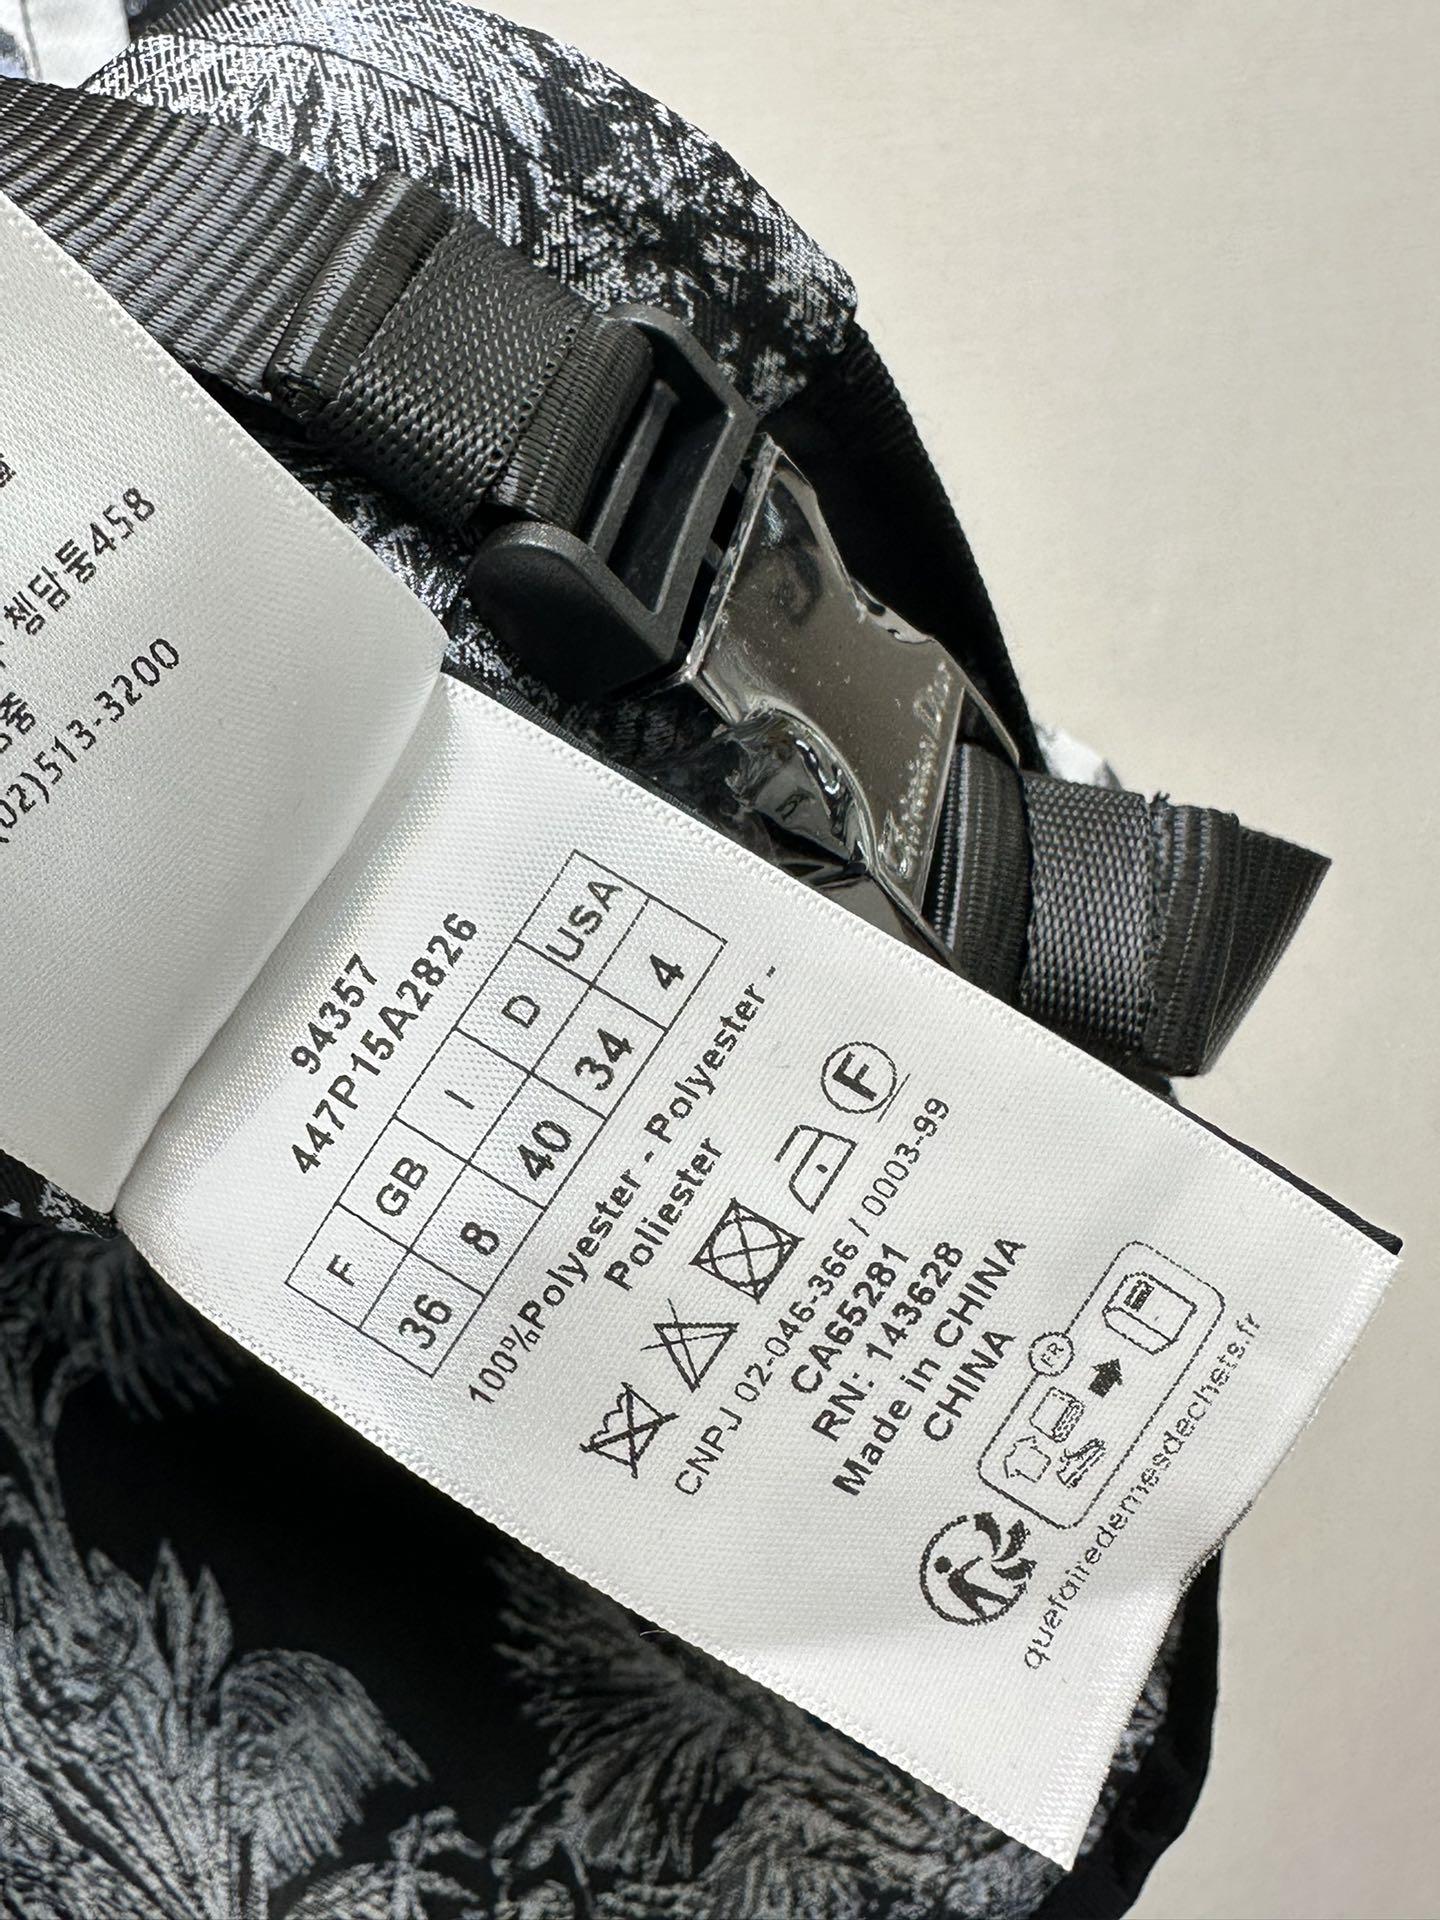 청담동458
(02)513-3200
94357
447P15A2826
F GB I D USA
36 8 40 34 4
100%Polyester - Polyester -
Poliester
F
CNPJ 02-046-366 / 0003-99
CA65281
RN: 143628
Made in CHINA
CHINA
FR
quefairedemesdechets.fr
Christian Dior